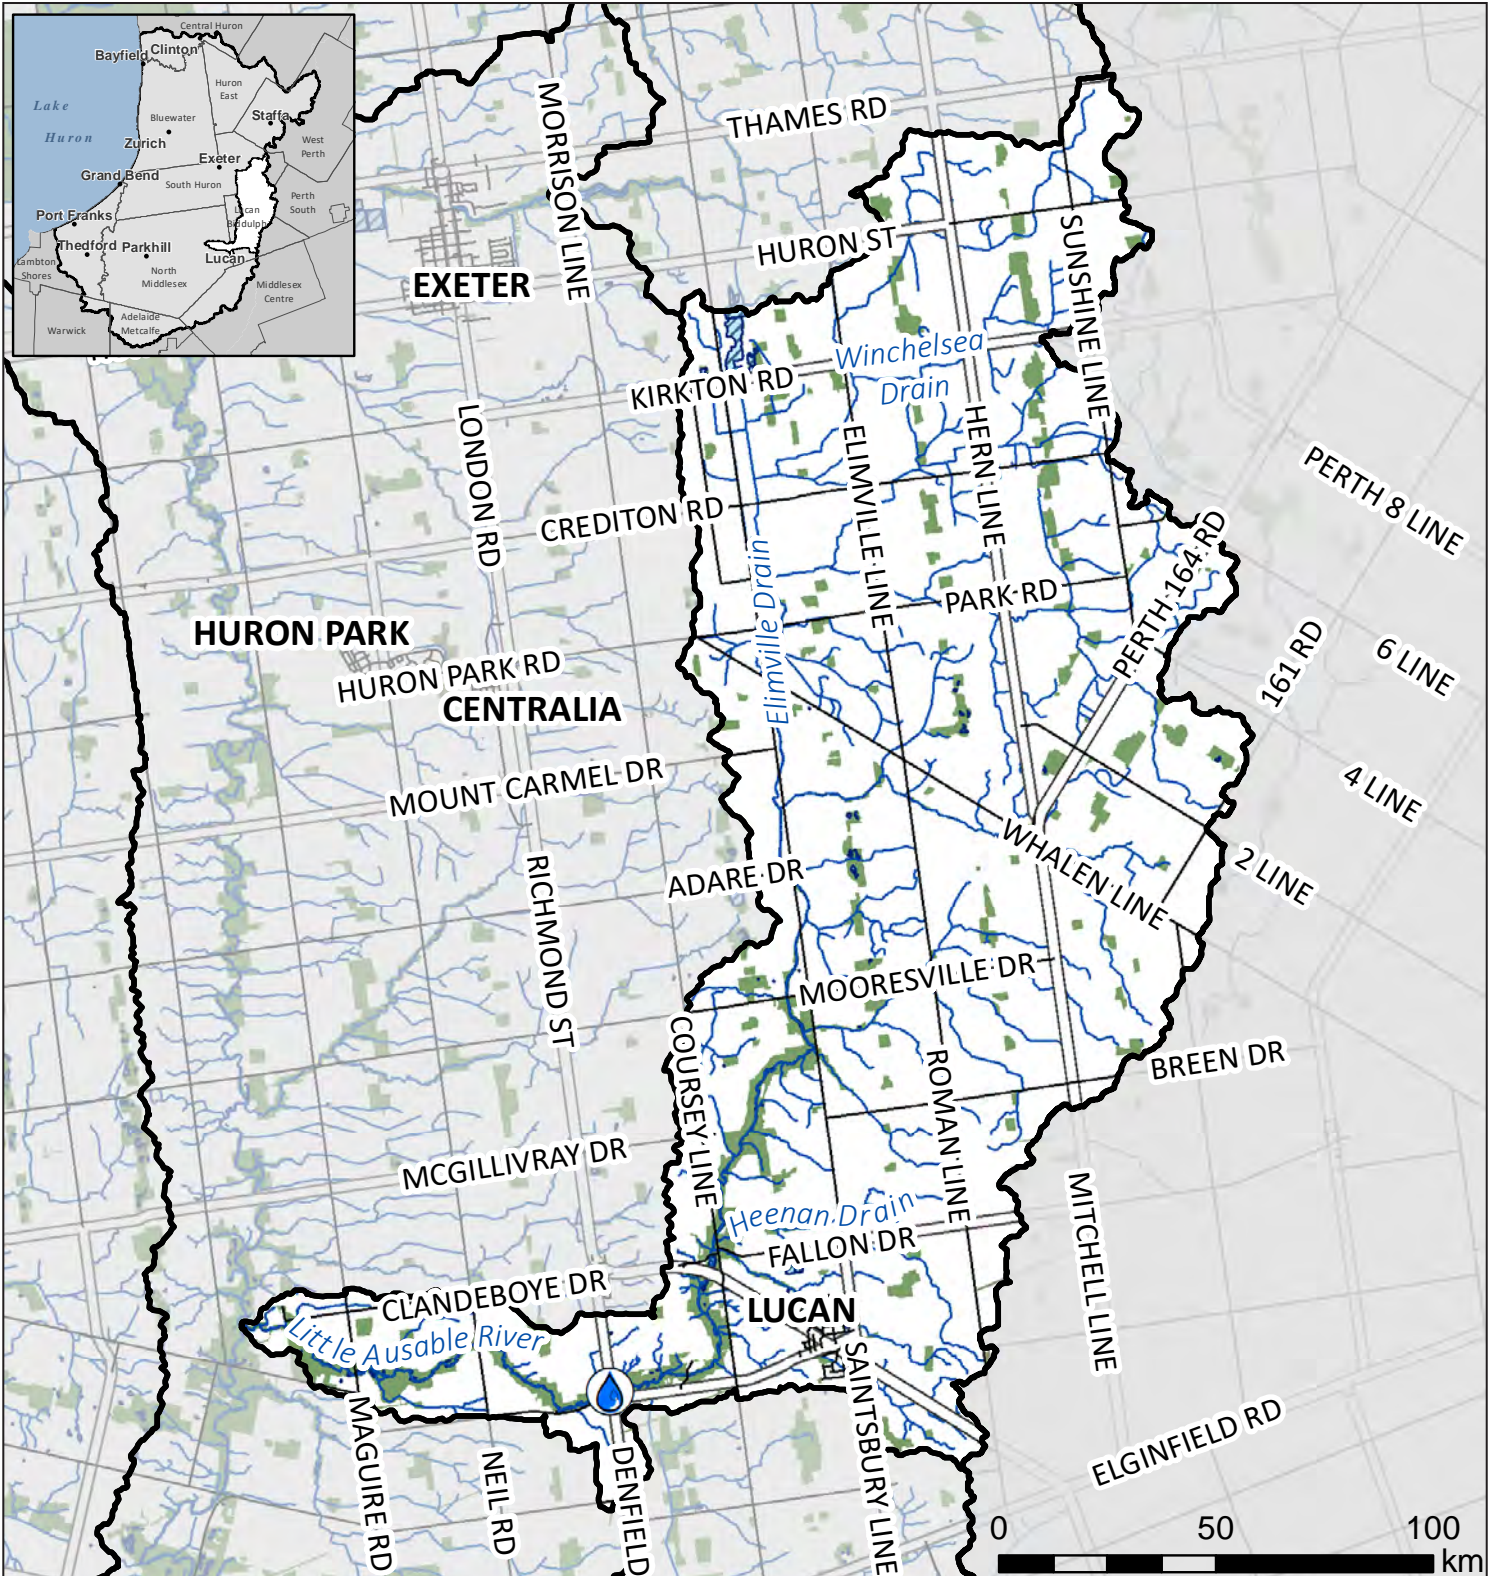 Central Huron
Bayfield
Clinton
Huron
East
Lake
Huron
Bluewater
Staffa
West
Perth
Zurich
Exeter
Grand Bend
South Huron
Perth
South
Port Franks
Lucan
Biddulph
Thedford
Parkhill
Lucan
Lambton
Shores
North
Middlesex
Middlesex
Centre
Adelaide
Metcalfe
Warwick
MORRISON LINE
THAMES RD
HURON ST
SUNSHINE LINE
EXETER
Winchelsea
Drain
KIRKTON RD
LONDON RD
ELIMVILLE LINE
HERN LINE
PERTH 8 LINE
CREDITON RD
Elimville Drain
PERTH 164 RD
PARK RD
HURON PARK
HURON PARK RD
161 RD
6 LINE
CENTRALIA
MOUNT CARMEL DR
4 LINE
WHALEN LINE
2 LINE
ADARE DR
RICHMOND ST
MOORESVILLE DR
COURSEY LINE
ROMAN LINE
BREEN DR
MCGILLIVRAY DR
MITCHELL LINE
Heenan Drain
FALLON DR
CLANDEBOYE DR
LUCAN
Little Ausable River
SAINTSBURY LINE
MAGUIRE RD
NEIL RD
DENFIELD
ELGINFIELD RD
0 50 100
km